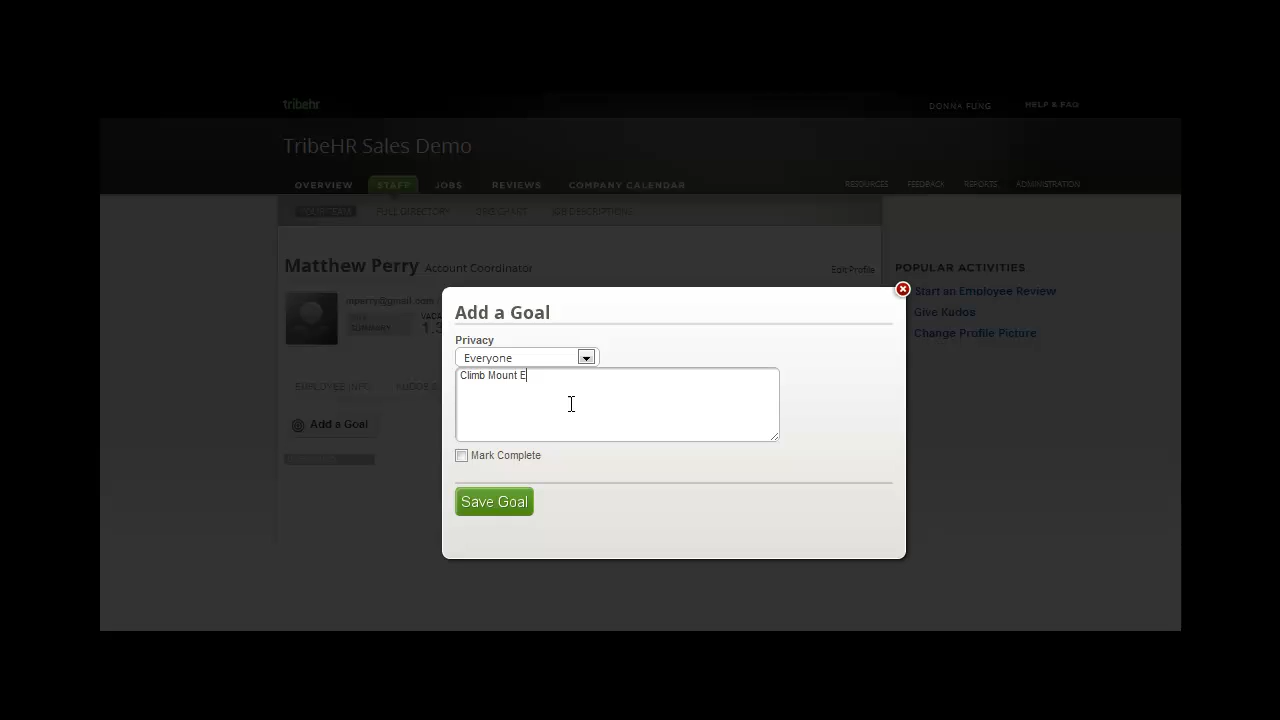 tribehr
DONNA FUNG HELP & FAQ
TribeHR Sales Demo
OVERVIEW STAFF JOBS REVIEWS COMPANY CALENDAR
RESOURCES FEEDBACK REPORTS ADMINISTRATION
YOUR TEAM FULL DIRECTORY ORG CHART JOB DESCRIPTIONS
Matthew Perry Account Coordinator
Edit Profile
mperry@gmail.com
SUMMARY
EMPLOYEE INFO
Add a Goal
Add a Goal
Privacy
Everyone
Climb Mount E
Mark Complete
Save Goal
POPULAR ACTIVITIES
Start an Employee Review
Give Kudos
Change Profile Picture